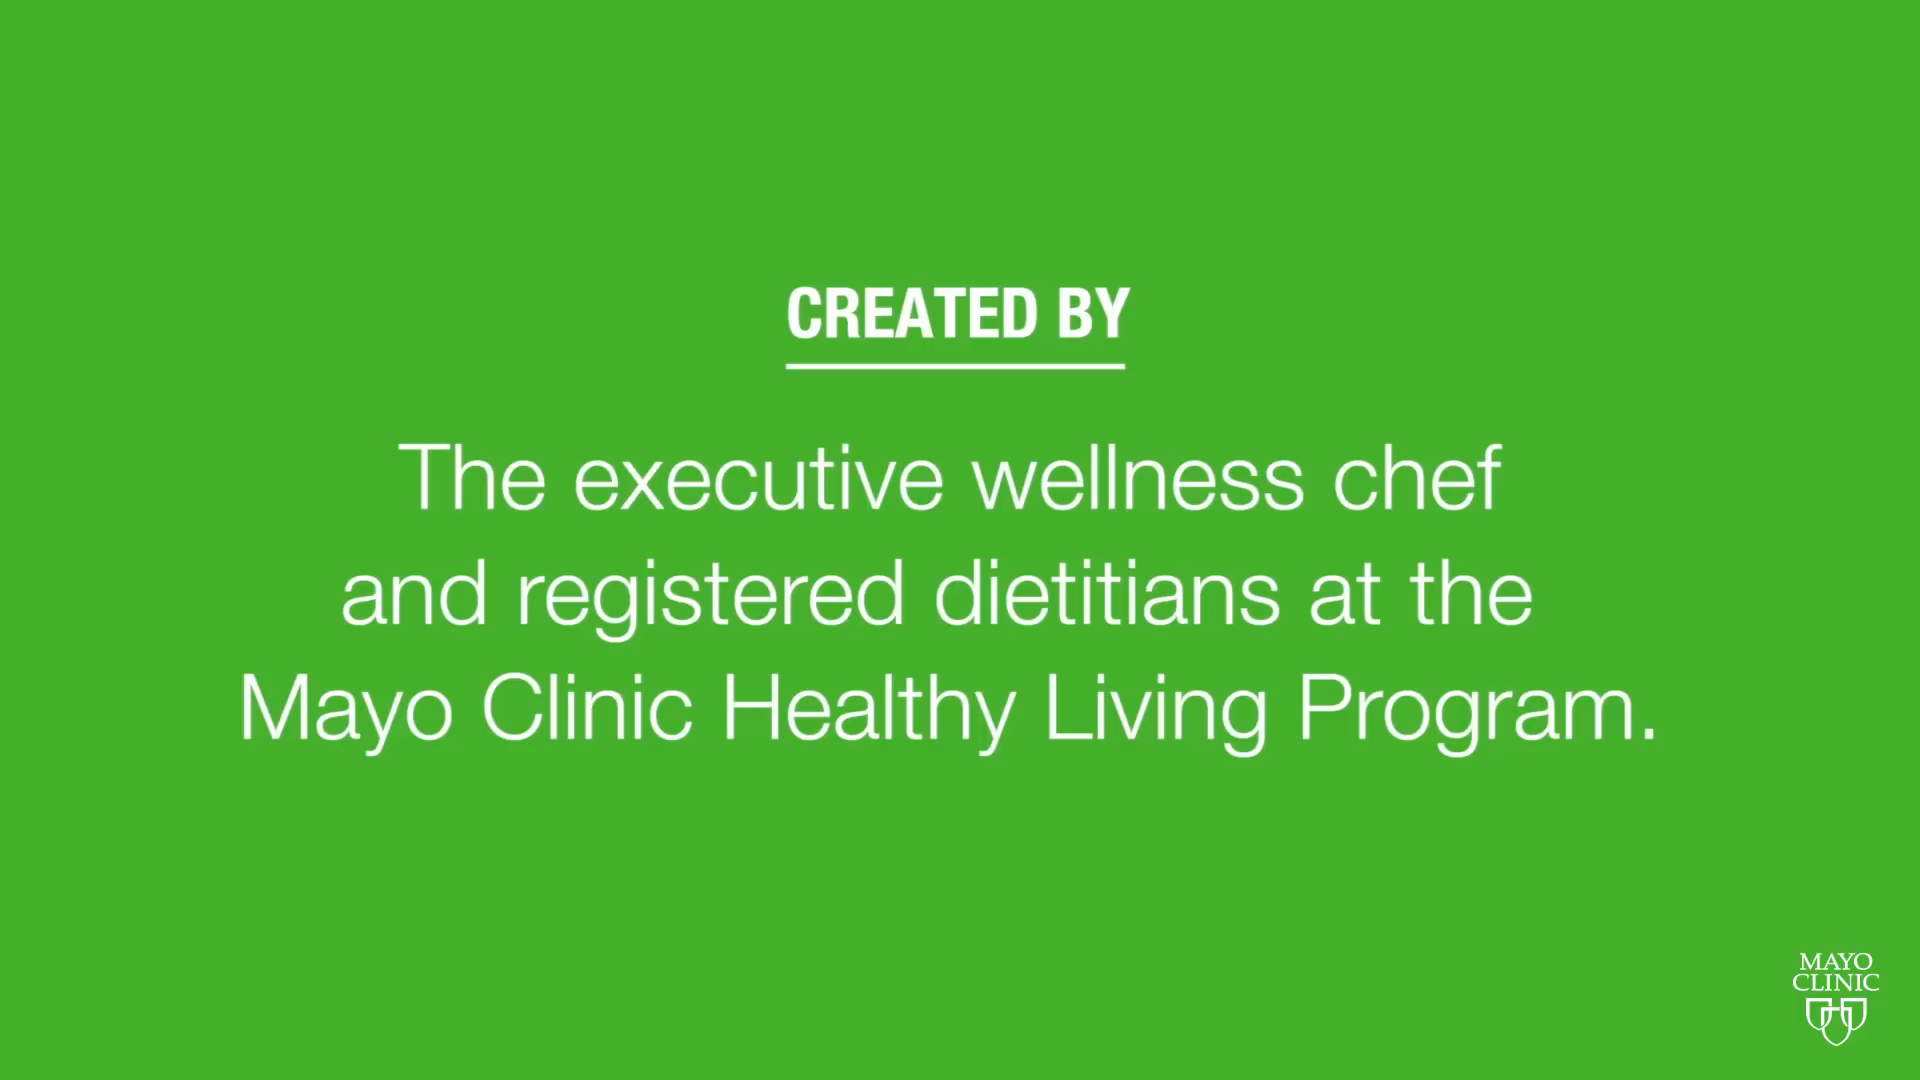 CREATED BY
The executive wellness chef
and registered dietitians at the
Mayo Clinic Healthy Living Program.
MAYO
CLINIC